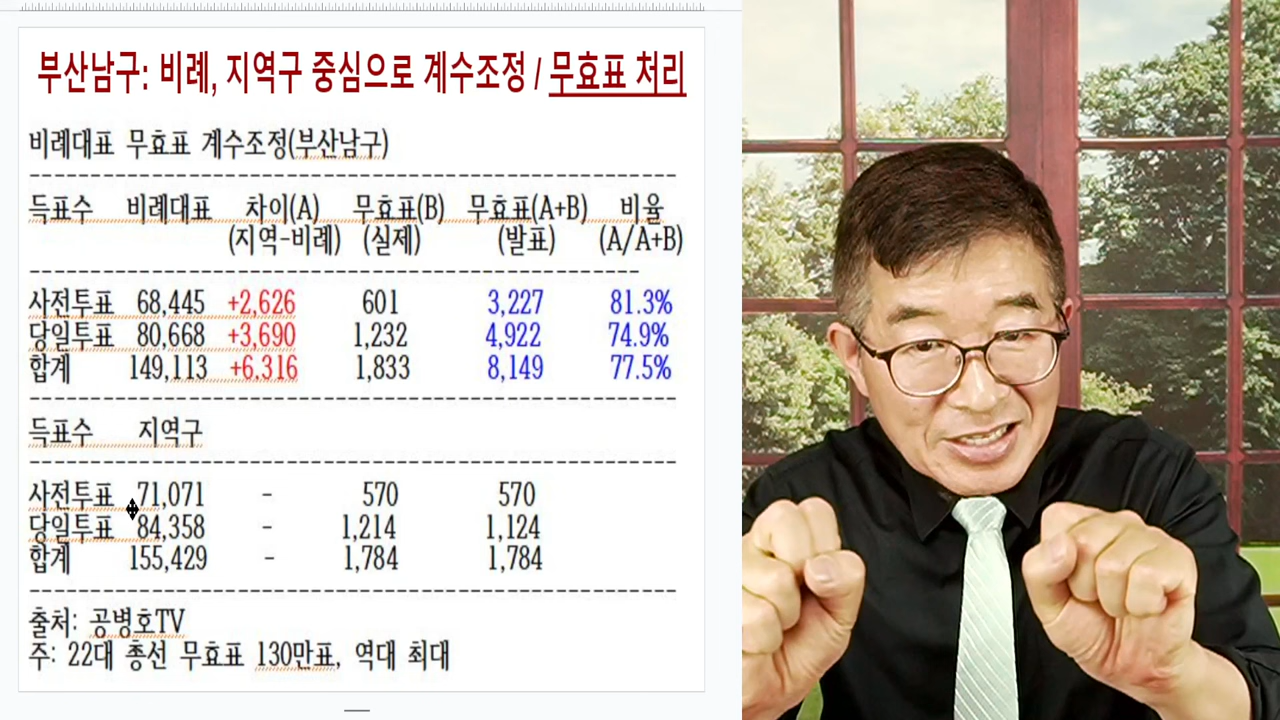 부산남구: 비례, 지역구 중심으로 계수조정 / 무효표 처리
비례대표 무효표 계수조정(부산남구)
득표수 비례대표 차이(A) 무효표(B) 무효표(A+B) 비율
(지역-비례) (실제) (발표) (A/A+B)
사전투표 68,445 +2,626 601 3,227 81.3%
당일투표 80,668 +3,690 1,232 4,922 74.9%
합계 149,113 +6.316 1,833 8,149 77.5%
득표수 지역구
사전투표 71,071 - 570 570
당일투표 84,358 - 1,214 1,124
합계 155,429 - 1,784 1,784
출처: 공병호TV
주: 22대 총선 무효표 130만표, 역대 최대